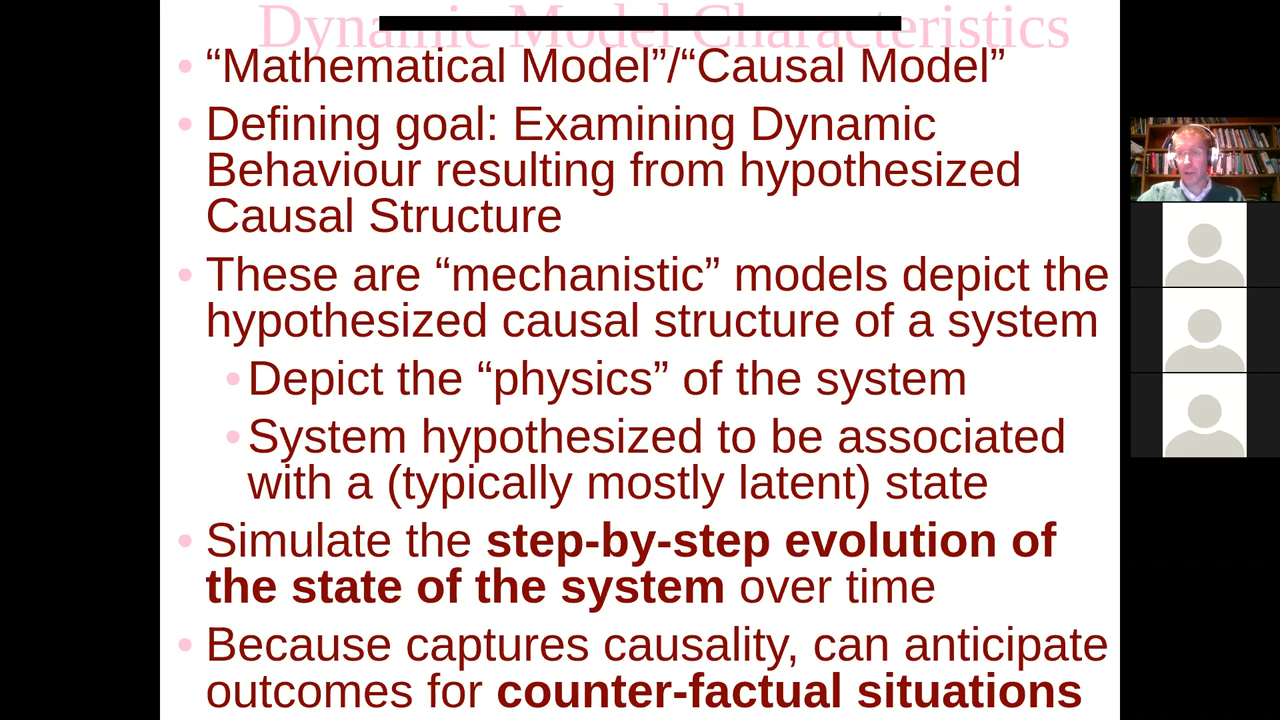 Dynamic Model Characteristics
• “Mathematical Model”/“Causal Model”
• Defining goal: Examining Dynamic
Behaviour resulting from hypothesized
Causal Structure
• These are “mechanistic” models depict the
hypothesized causal structure of a system
• Depict the “physics” of the system
• System hypothesized to be associated
with a (typically mostly latent) state
• Simulate the step-by-step evolution of
the state of the system over time
• Because captures causality, can anticipate
outcomes for counter-factual situations